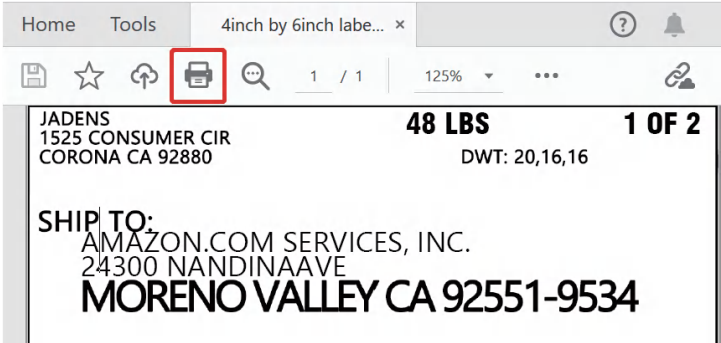 Home Tools 4inch by 6inch labe... ×
1 / 1 125%
JADENS 48 LBS 1 OF 2
1525 CONSUMER CIR
CORONA CA 92880 DWT: 20,16,16
SHIP TO:
AMAZON.COM SERVICES, INC.
24300 NANDINAAVE
MORENO VALLEY CA 92551-9534